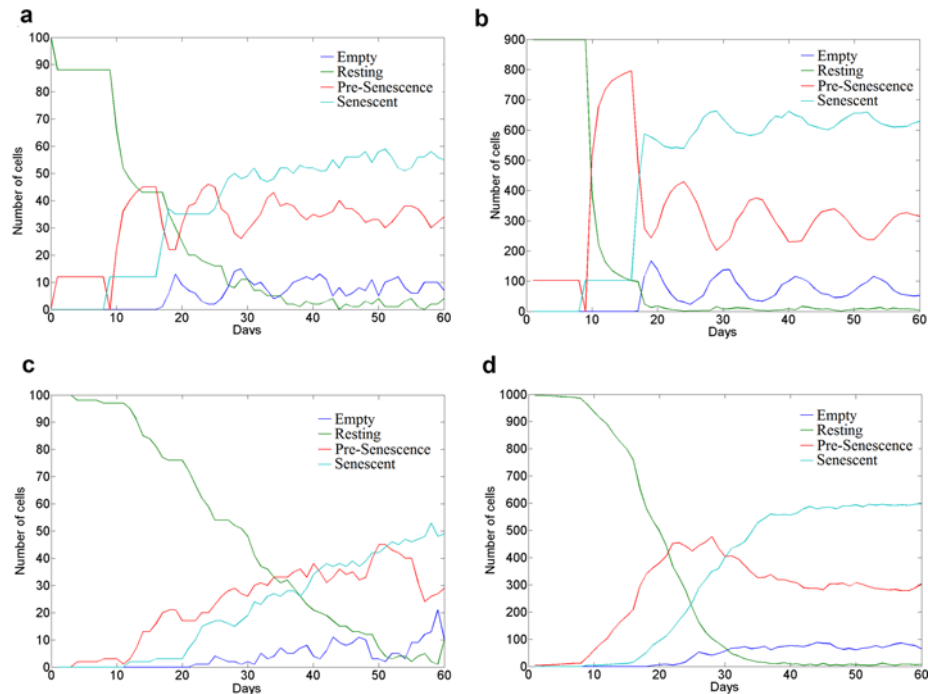 a
100
90
80
70
60
50
40
30
20
10
0
Number of cells
0 10 20 30 40 50 60
Days
Empty
Resting
Pre-Senescence
Senescent
b
900
800
700
600
500
400
300
200
100
0
Number of cells
0 10 20 30 40 50 60
Days
Empty
Resting
Pre-Senescence
Senescent
c
100
90
80
70
60
50
40
30
20
10
0
Number of cells
0 10 20 30 40 50 60
Days
Empty
Resting
Pre-Senescence
Senescent
d
1000
900
800
700
600
500
400
300
200
100
0
Number of cells
0 10 20 30 40 50 60
Days
Empty
Resting
Pre-Senescence
Senescent